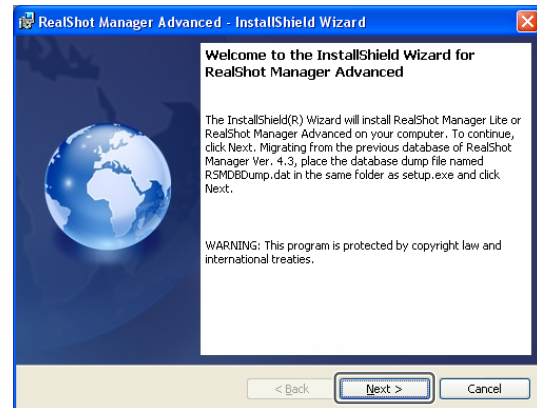 RealShot Manager Advanced - InstallShield Wizard
Welcome to the InstallShield Wizard for
RealShot Manager Advanced
The InstallShield(R) Wizard will install RealShot Manager Lite or
RealShot Manager Advanced on your computer. To continue,
click Next. Migrating from the previous database of RealShot
Manager Ver. 4.3, place the database dump file named
RSMDBDump.dat in the same folder as setup.exe and click
Next.
WARNING: This program is protected by copyright law and
international treaties.
< Back
Next >
Cancel